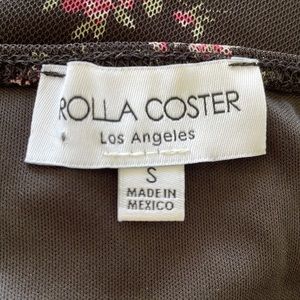 ROLLA COSTER
Los Angeles
S
MADE IN
MEXICO